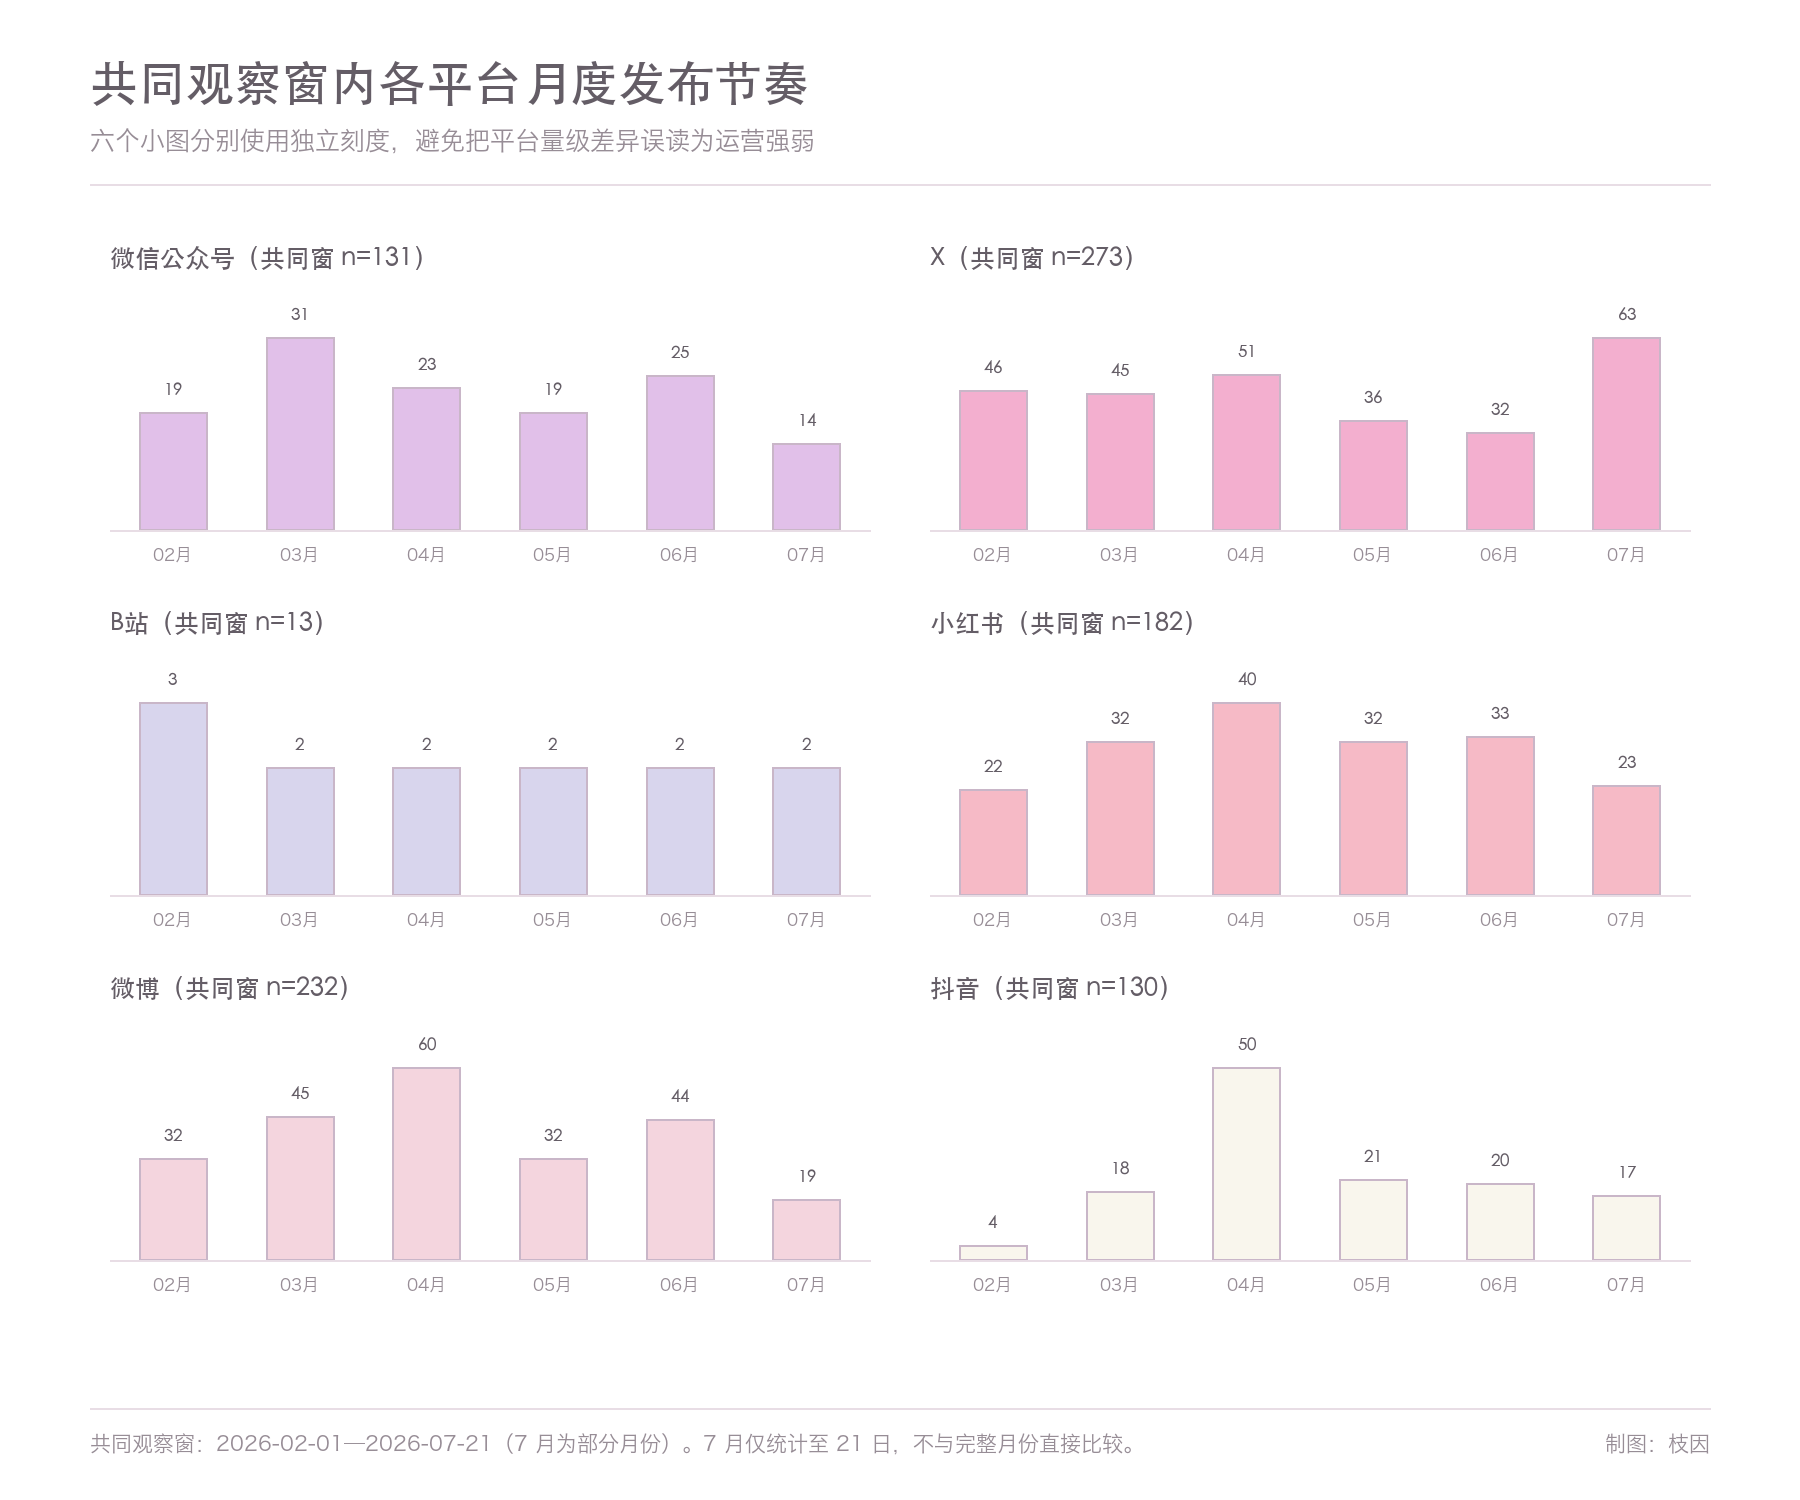 共同观察窗内各平台月度发布节奏
六个小图分别使用独立刻度，避免把平台量级差异误读为运营强弱
微信公众号（共同窗 n=131）
31
25
23
19
19
14
02月 03月 04月 05月 06月 07月
X（共同窗 n=273）
63
51
46
45
36
32
02月 03月 04月 05月 06月 07月
B站（共同窗 n=13）
3
2 2 2 2 2
02月 03月 04月 05月 06月 07月
小红书（共同窗 n=182）
40
32
32
33
22
23
02月 03月 04月 05月 06月 07月
微博（共同窗 n=232）
60
45
44
32
32
19
02月 03月 04月 05月 06月 07月
抖音（共同窗 n=130）
50
21
20
18
17
4
02月 03月 04月 05月 06月 07月
共同观察窗：2026-02-01—2026-07-21（7 月为部分月份）。7 月仅统计至 21 日，不与完整月份直接比较。
制图：枝因